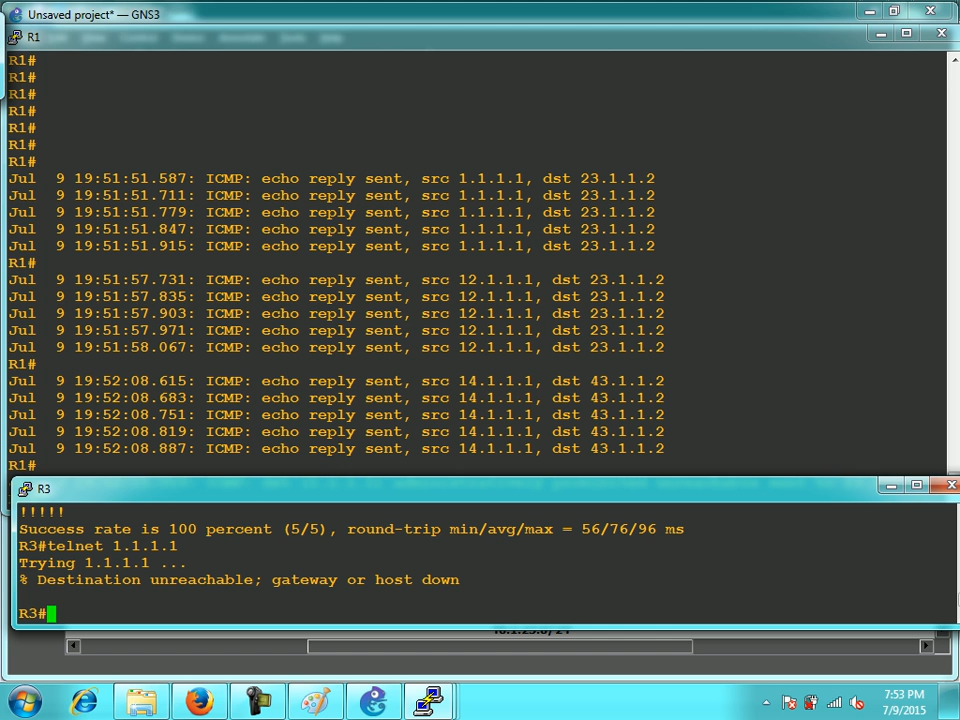 Unsaved project* — GNS3
R1
R1#
R1#
R1#
R1#
R1#
R1#
R1#
Jul  9 19:51:51.587: ICMP: echo reply sent, src 1.1.1.1, dst 23.1.1.2
Jul  9 19:51:51.711: ICMP: echo reply sent, src 1.1.1.1, dst 23.1.1.2
Jul  9 19:51:51.779: ICMP: echo reply sent, src 1.1.1.1, dst 23.1.1.2
Jul  9 19:51:51.847: ICMP: echo reply sent, src 1.1.1.1, dst 23.1.1.2
Jul  9 19:51:51.915: ICMP: echo reply sent, src 1.1.1.1, dst 23.1.1.2
R1#
Jul  9 19:51:57.731: ICMP: echo reply sent, src 12.1.1.1, dst 23.1.1.2
Jul  9 19:51:57.835: ICMP: echo reply sent, src 12.1.1.1, dst 23.1.1.2
Jul  9 19:51:57.903: ICMP: echo reply sent, src 12.1.1.1, dst 23.1.1.2
Jul  9 19:51:57.971: ICMP: echo reply sent, src 12.1.1.1, dst 23.1.1.2
Jul  9 19:51:58.067: ICMP: echo reply sent, src 12.1.1.1, dst 23.1.1.2
R1#
Jul  9 19:52:08.615: ICMP: echo reply sent, src 14.1.1.1, dst 43.1.1.2
Jul  9 19:52:08.683: ICMP: echo reply sent, src 14.1.1.1, dst 43.1.1.2
Jul  9 19:52:08.751: ICMP: echo reply sent, src 14.1.1.1, dst 43.1.1.2
Jul  9 19:52:08.819: ICMP: echo reply sent, src 14.1.1.1, dst 43.1.1.2
Jul  9 19:52:08.887: ICMP: echo reply sent, src 14.1.1.1, dst 43.1.1.2
R1#
R3
!!!!!
Success rate is 100 percent (5/5), round-trip min/avg/max = 56/76/96 ms
R3#telnet 1.1.1.1
Trying 1.1.1.1 ...
% Destination unreachable; gateway or host down
R3#
7:53 PM
7/9/2015